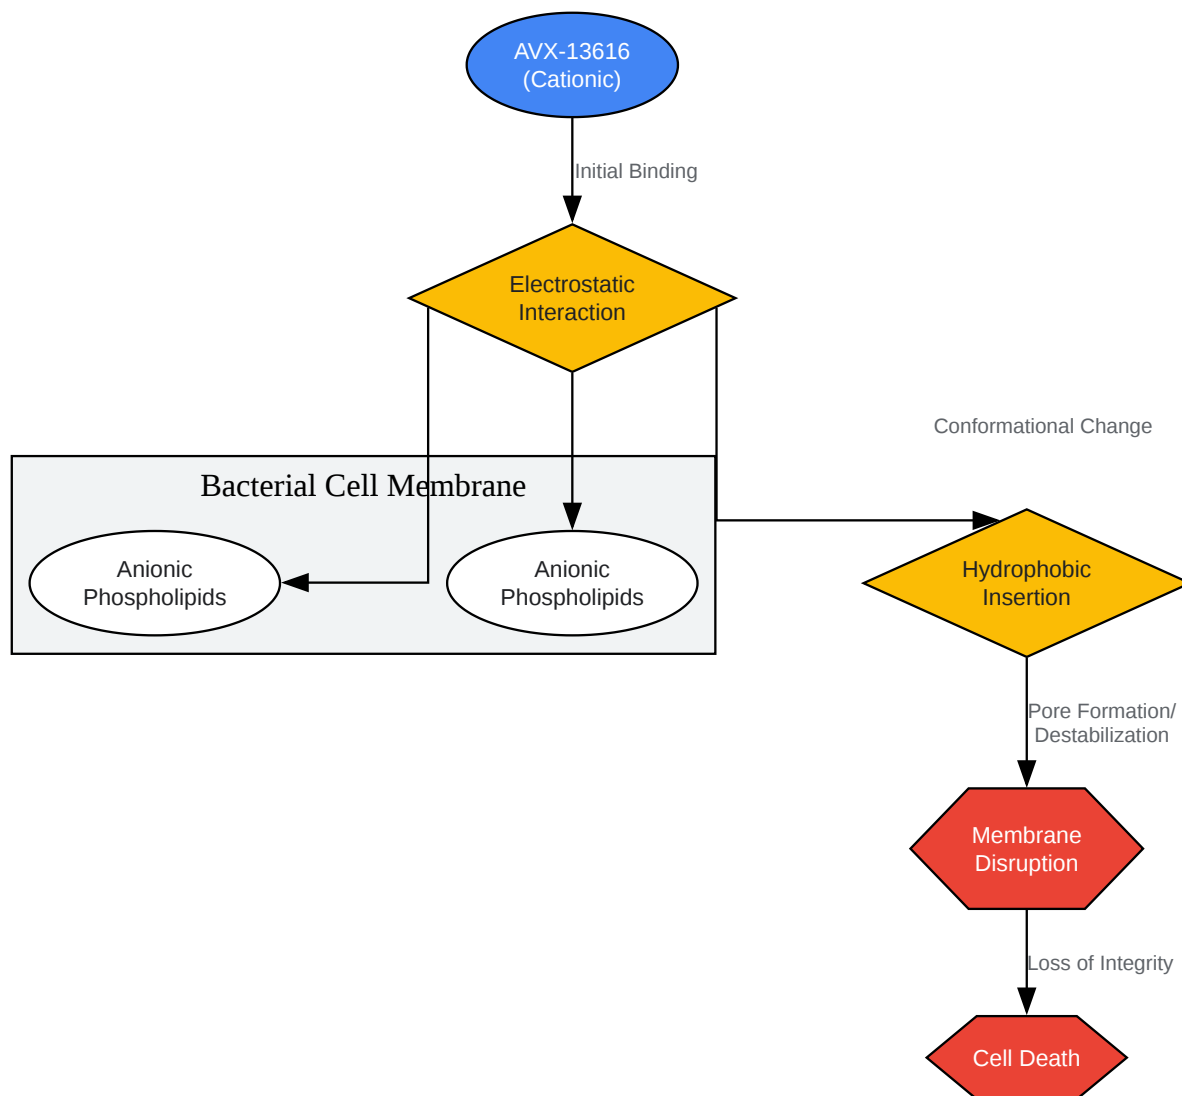 AVX-13616
(Cationic)
Initial Binding
Electrostatic
Interaction
Conformational Change
Bacterial Cell Membrane
Anionic
Phospholipids
Anionic
Phospholipids
Hydrophobic
Insertion
Pore Formation/
Destabilization
Membrane
Disruption
Loss of Integrity
Cell Death